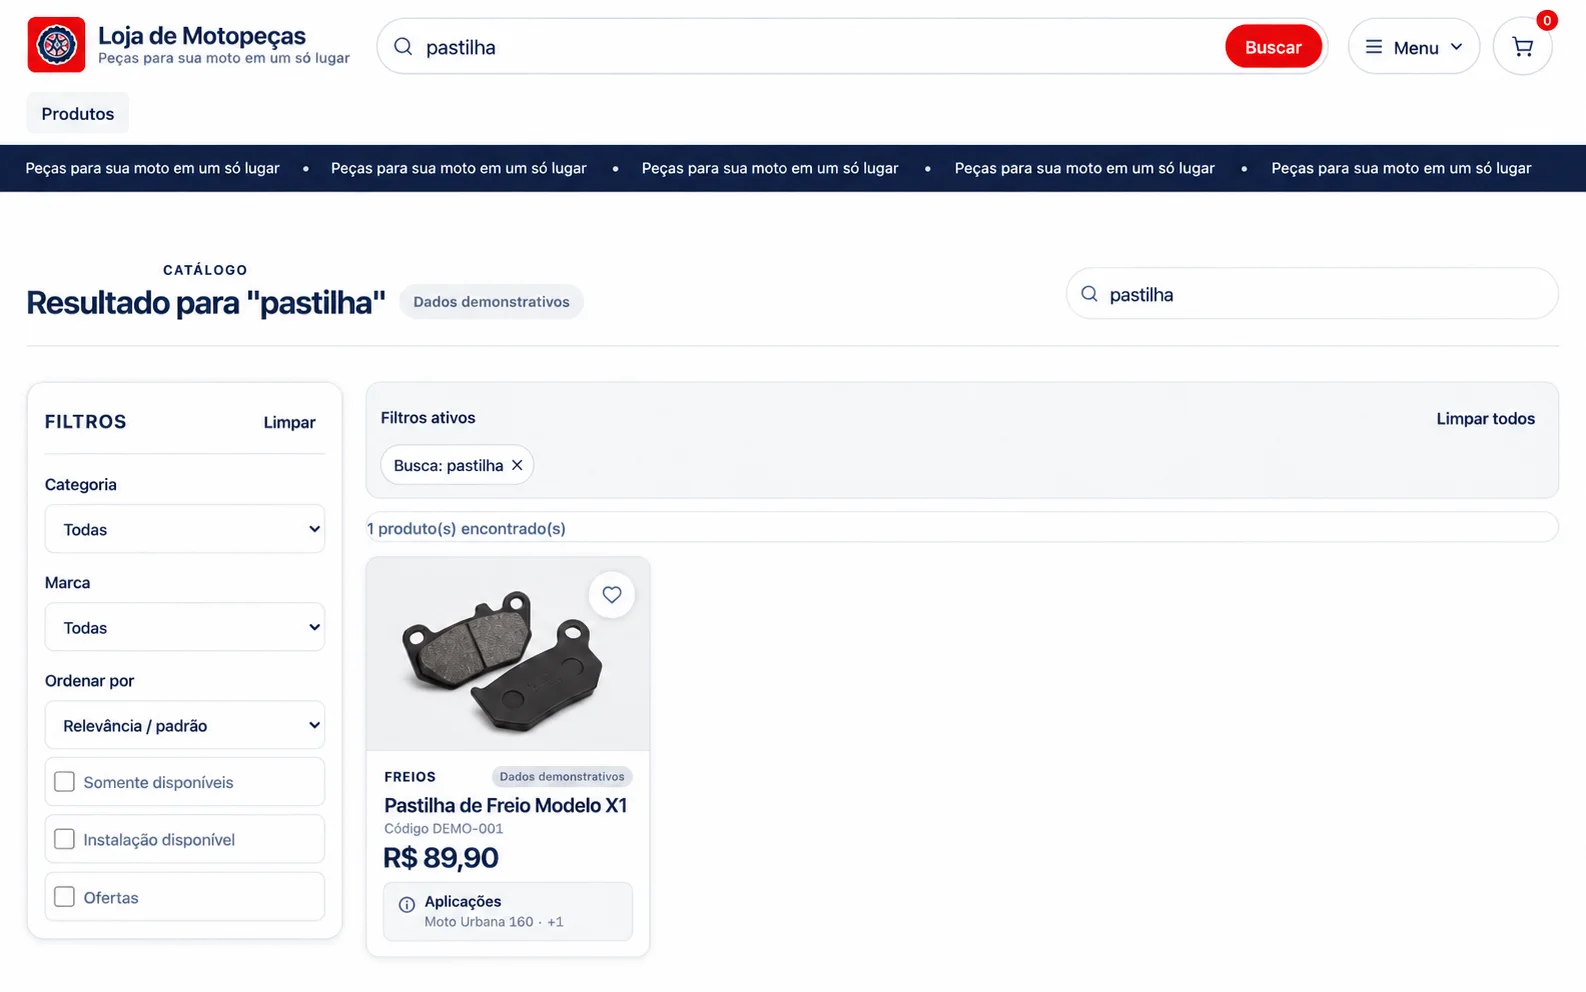 Loja de Motopeças
Peças para sua moto em um só lugar
pastilha
Buscar
Menu
0
Produtos
Peças para sua moto em um só lugar • Peças para sua moto em um só lugar • Peças para sua moto em um só lugar • Peças para sua moto em um só lugar • Peças para sua moto em um só lugar
CATÁLOGO
Resultado para "pastilha"
Dados demonstrativos
pastilha
FILTROS
Limpar
Categoria
Todas
Marca
Todas
Ordenar por
Relevância / padrão
Somente disponíveis
Instalação disponível
Ofertas
Filtros ativos
Limpar todos
Busca: pastilha ×
1 produto(s) encontrado(s)
FREIOS
Dados demonstrativos
Pastilha de Freio Modelo X1
Código DEMO-001
R$ 89,90
Aplicações
Moto Urbana 160 · +1